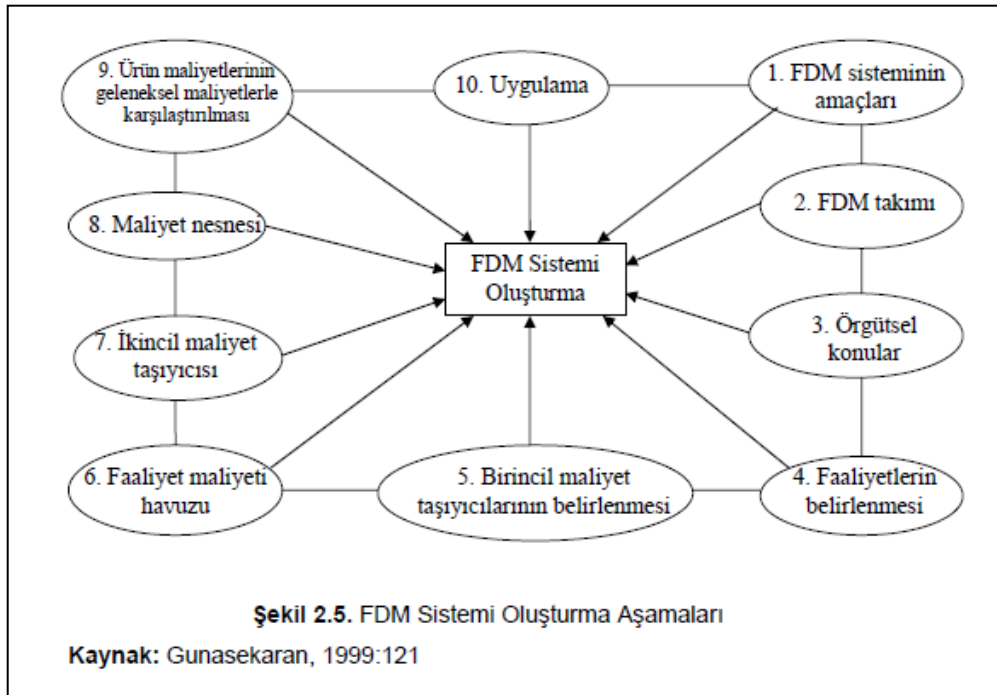 9. Ürün maliyetlerinin
geleneksel maliyetlerle
karşılaştırılması
10. Uygulama
1. FDM sisteminin
amaçları
8. Maliyet nesnesi
2. FDM takımı
FDM Sistemi
Oluşturma
7. İkincil maliyet
taşıyıcısı
3. Örgütsel
konular
6. Faaliyet maliyeti
havuzu
5. Birincil maliyet
taşıyıcılarının belirlenmesi
4. Faaliyetlerin
belirlenmesi
Şekil 2.5. FDM Sistemi Oluşturma Aşamaları
Kaynak: Gunasekaran, 1999:121